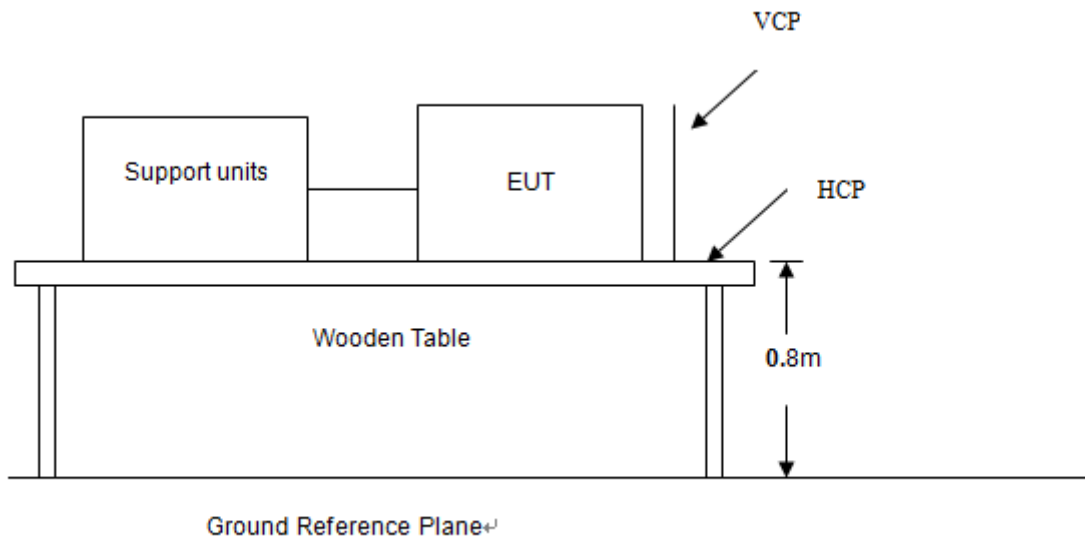 VCP
Support units
EUT
HCP
Wooden Table
0.8m
Ground Reference Plane↵